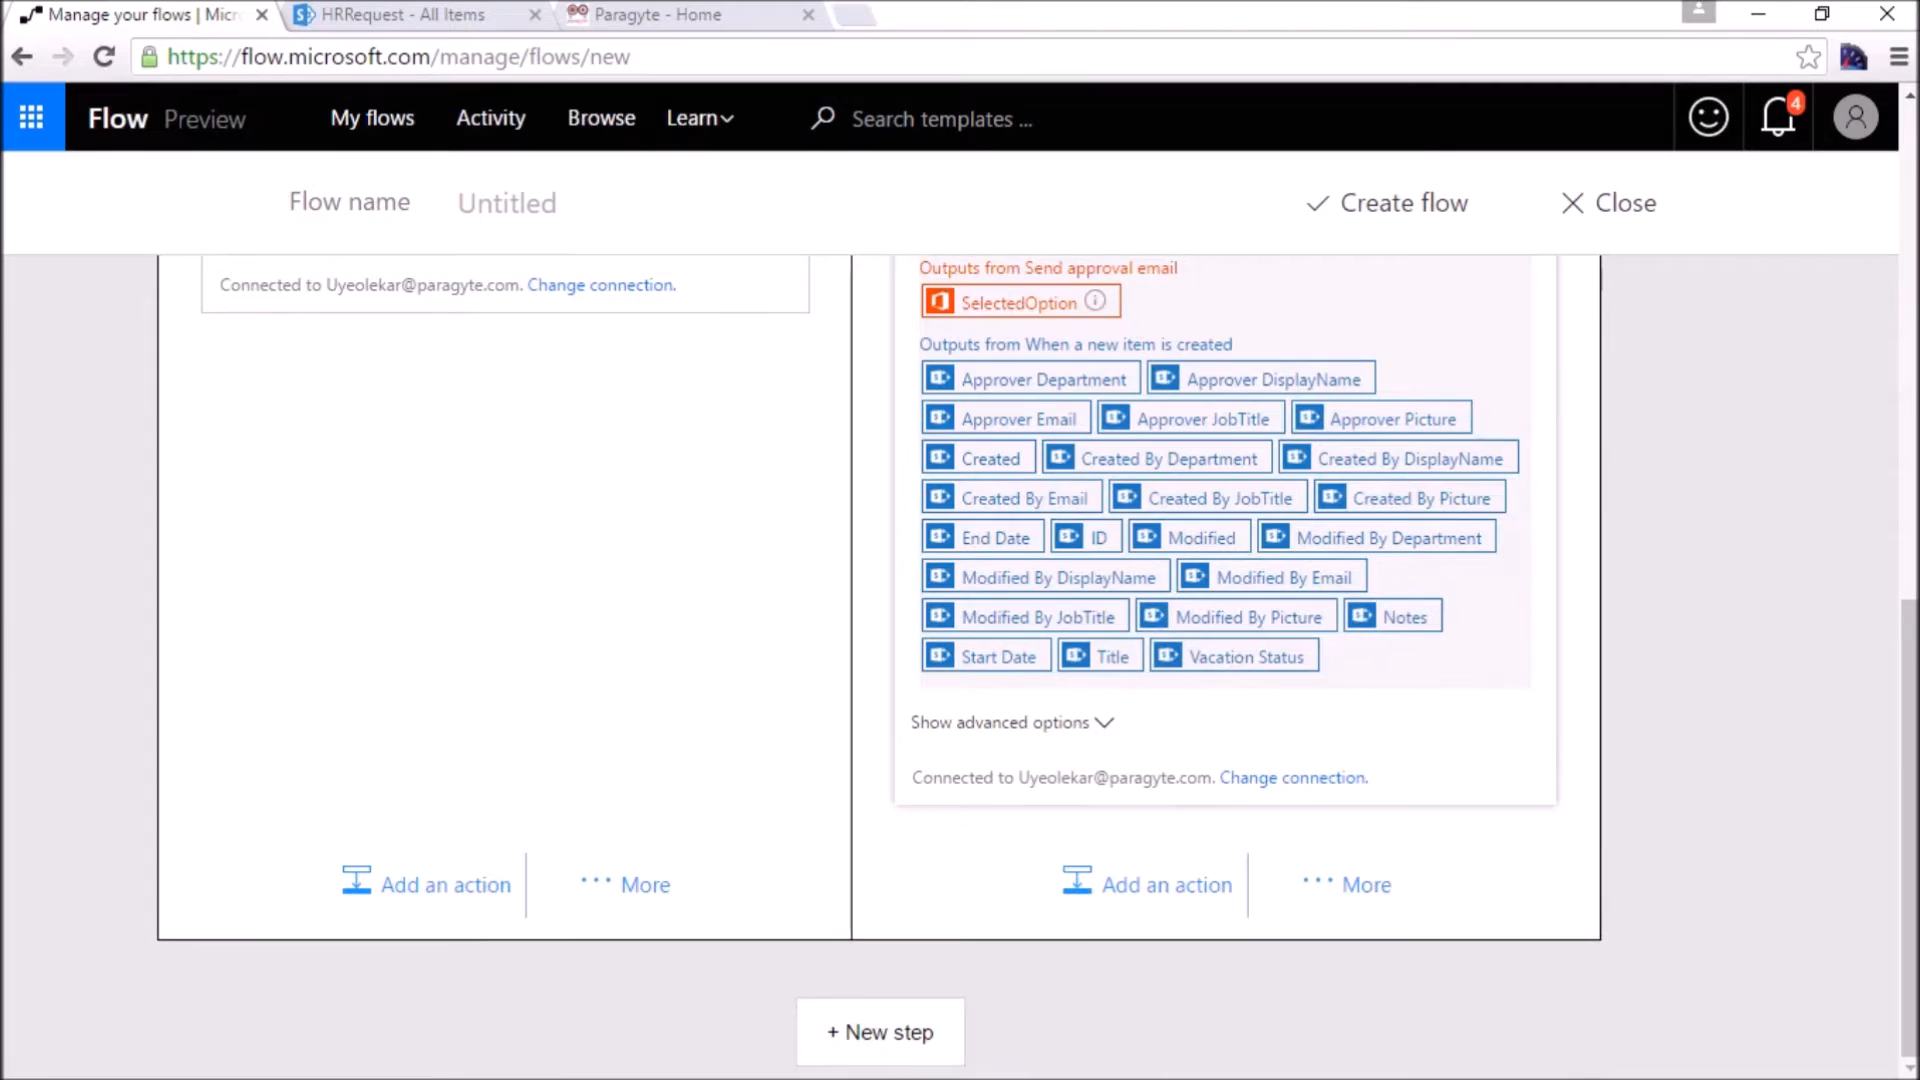 Manage your flows | Micr
HRRequest - All Items
Paragyte - Home
https://flow.microsoft.com/manage/flows/new
Flow Preview My flows Activity Browse Learn Search templates ... 4
Flow name Untitled Create flow Close
Connected to Uyeolekar@paragyte.com. Change connection.
Outputs from Send approval email
SelectedOption
Outputs from When a new item is created
Approver Department Approver DisplayName
Approver Email Approver JobTitle Approver Picture
Created Created By Department Created By DisplayName
Created By Email Created By JobTitle Created By Picture
End Date ID Modified Modified By Department
Modified By DisplayName Modified By Email
Modified By JobTitle Modified By Picture Notes
Start Date Title Vacation Status
Show advanced options
Connected to Uyeolekar@paragyte.com. Change connection.
Add an action ... More Add an action ... More
+ New step